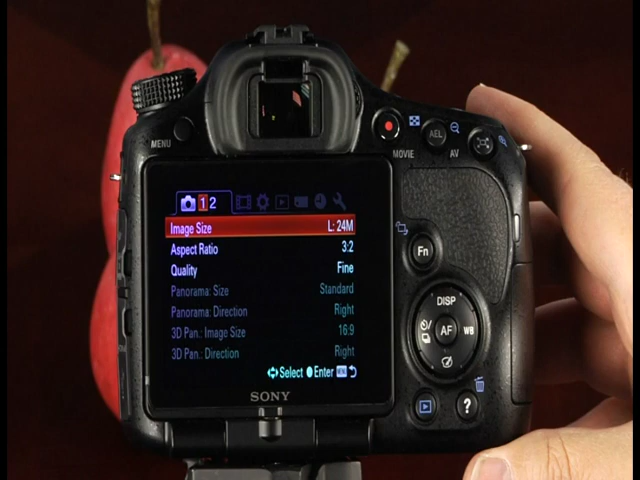 MENU
MOVIE
AEL
AV
1 2
Image Size L: 24M
Aspect Ratio 3:2
Quality Fine
Panorama: Size Standard
Panorama: Direction Right
3D Pan.: Image Size 16:9
3D Pan.: Direction Right
Select Enter MENU
SONY
Fn
DISP
AF
WB
?